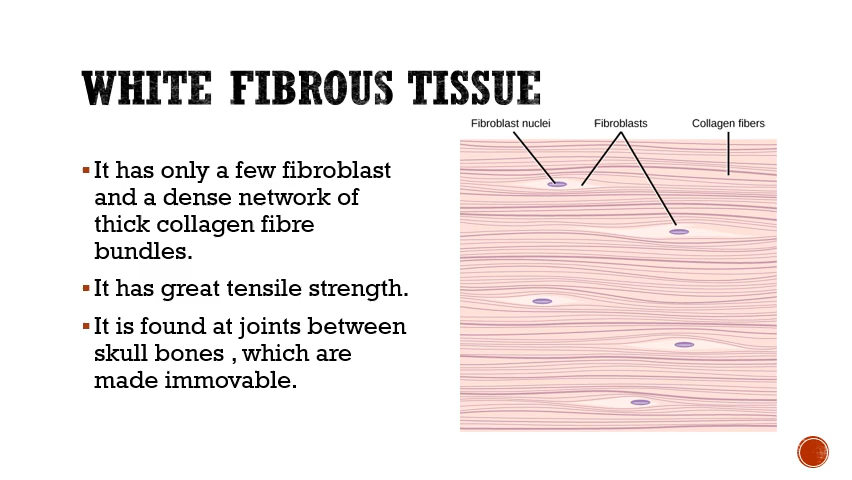 WHITE FIBROUS TISSUE
Fibroblast nuclei Fibroblasts Collagen fibers
▪It has only a few fibroblast
and a dense network of
thick collagen fibre
bundles.
▪It has great tensile strength.
▪It is found at joints between
skull bones , which are
made immovable.